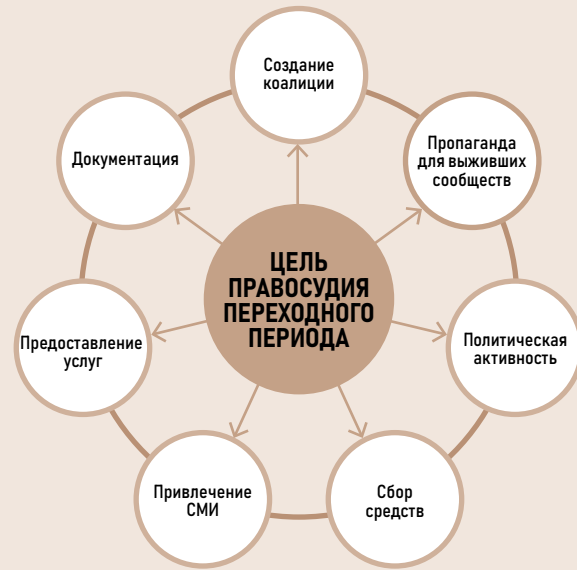 Создание
коалиции
Пропаганда
для выживших
сообществ
Политическая
активность
Сбор
средств
Привлечение
СМИ
Предоставление
услуг
Документация
ЦЕЛЬ
ПРАВОСУДИЯ
ПЕРЕХОДНОГО
ПЕРИОДА